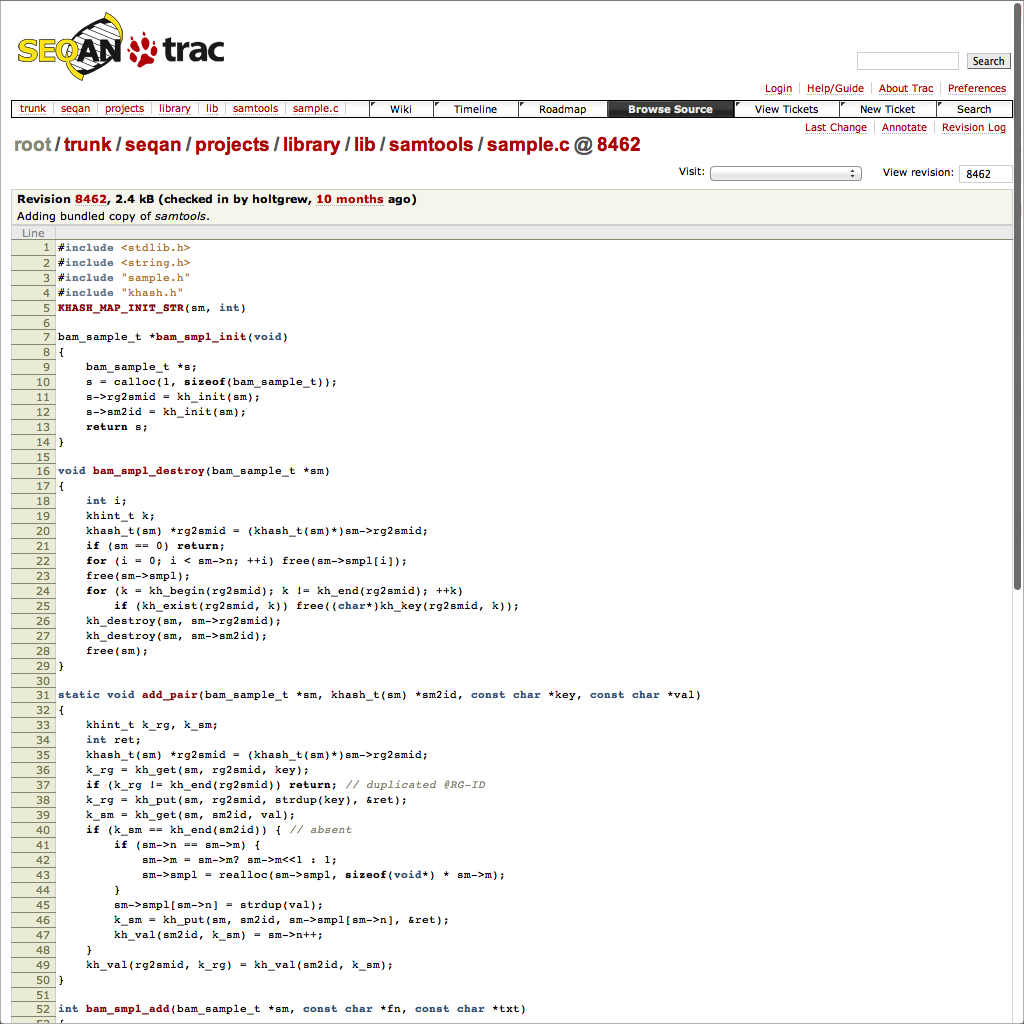 SEQAN trac
Search
Login Help/Guide About Trac Preferences
trunk seqan projects library lib samtools sample.c Wiki Timeline Roadmap Browse Source View Tickets New Ticket Search
Last Change Annotate Revision Log
root/trunk/seqan/projects/library/lib/samtools/sample.c @ 8462
Visit: View revision: 8462
Revision 8462, 2.4 kB (checked in by holtgrew, 10 months ago)
Adding bundled copy of samtools.
Line
1 #include <stdlib.h>
2 #include <string.h>
3 #include "sample.h"
4 #include "khash.h"
5 KHASH_MAP_INIT_STR(sm, int)
6
7 bam_sample_t *bam_smpl_init(void)
8 {
9     bam_sample_t *s;
10     s = calloc(1, sizeof(bam_sample_t));
11     s->rg2smid = kh_init(sm);
12     s->sm2id = kh_init(sm);
13     return s;
14 }
15
16 void bam_smpl_destroy(bam_sample_t *sm)
17 {
18     int i;
19     khint_t k;
20     khash_t(sm) *rg2smid = (khash_t(sm)*)sm->rg2smid;
21     if (sm == 0) return;
22     for (i = 0; i < sm->n; ++i) free(sm->smpl[i]);
23     free(sm->smpl);
24     for (k = kh_begin(rg2smid); k != kh_end(rg2smid); ++k)
25         if (kh_exist(rg2smid, k)) free((char*)kh_key(rg2smid, k));
26     kh_destroy(sm, sm->rg2smid);
27     kh_destroy(sm, sm->sm2id);
28     free(sm);
29 }
30
31 static void add_pair(bam_sample_t *sm, khash_t(sm) *sm2id, const char *key, const char *val)
32 {
33     khint_t k_rg, k_sm;
34     int ret;
35     khash_t(sm) *rg2smid = (khash_t(sm)*)sm->rg2smid;
36     k_rg = kh_get(sm, rg2smid, key);
37     if (k_rg != kh_end(rg2smid)) return; // duplicated @RG-ID
38     k_rg = kh_put(sm, rg2smid, strdup(key), &ret);
39     k_sm = kh_get(sm, sm2id, val);
40     if (k_sm == kh_end(sm2id)) { // absent
41         if (sm->n == sm->m) {
42             sm->m = sm->m? sm->m<<1 : 1;
43             sm->smpl = realloc(sm->smpl, sizeof(void*) * sm->m);
44         }
45         sm->smpl[sm->n] = strdup(val);
46         k_sm = kh_put(sm, sm2id, sm->smpl[sm->n], &ret);
47         kh_val(sm2id, k_sm) = sm->n++;
48     }
49     kh_val(rg2smid, k_rg) = kh_val(sm2id, k_sm);
50 }
51
52 int bam_smpl_add(bam_sample_t *sm, const char *fn, const char *txt)